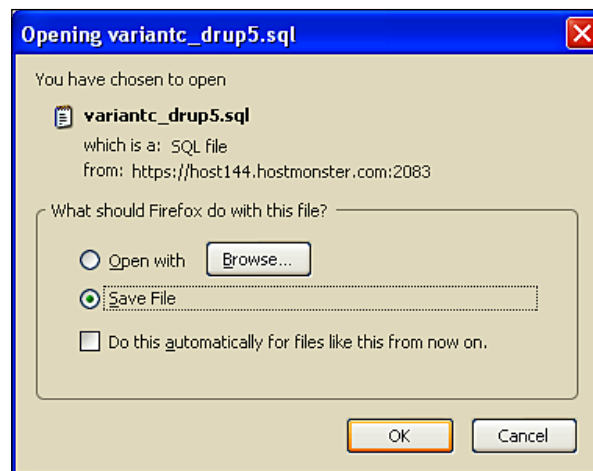 Opening variantc_drup5.sql
You have chosen to open
variantc_drup5.sql
which is a: SQL file
from: https://host144.hostmonster.com:2083
What should Firefox do with this file?
Open with Browse...
Save File
Do this automatically for files like this from now on.
OK Cancel